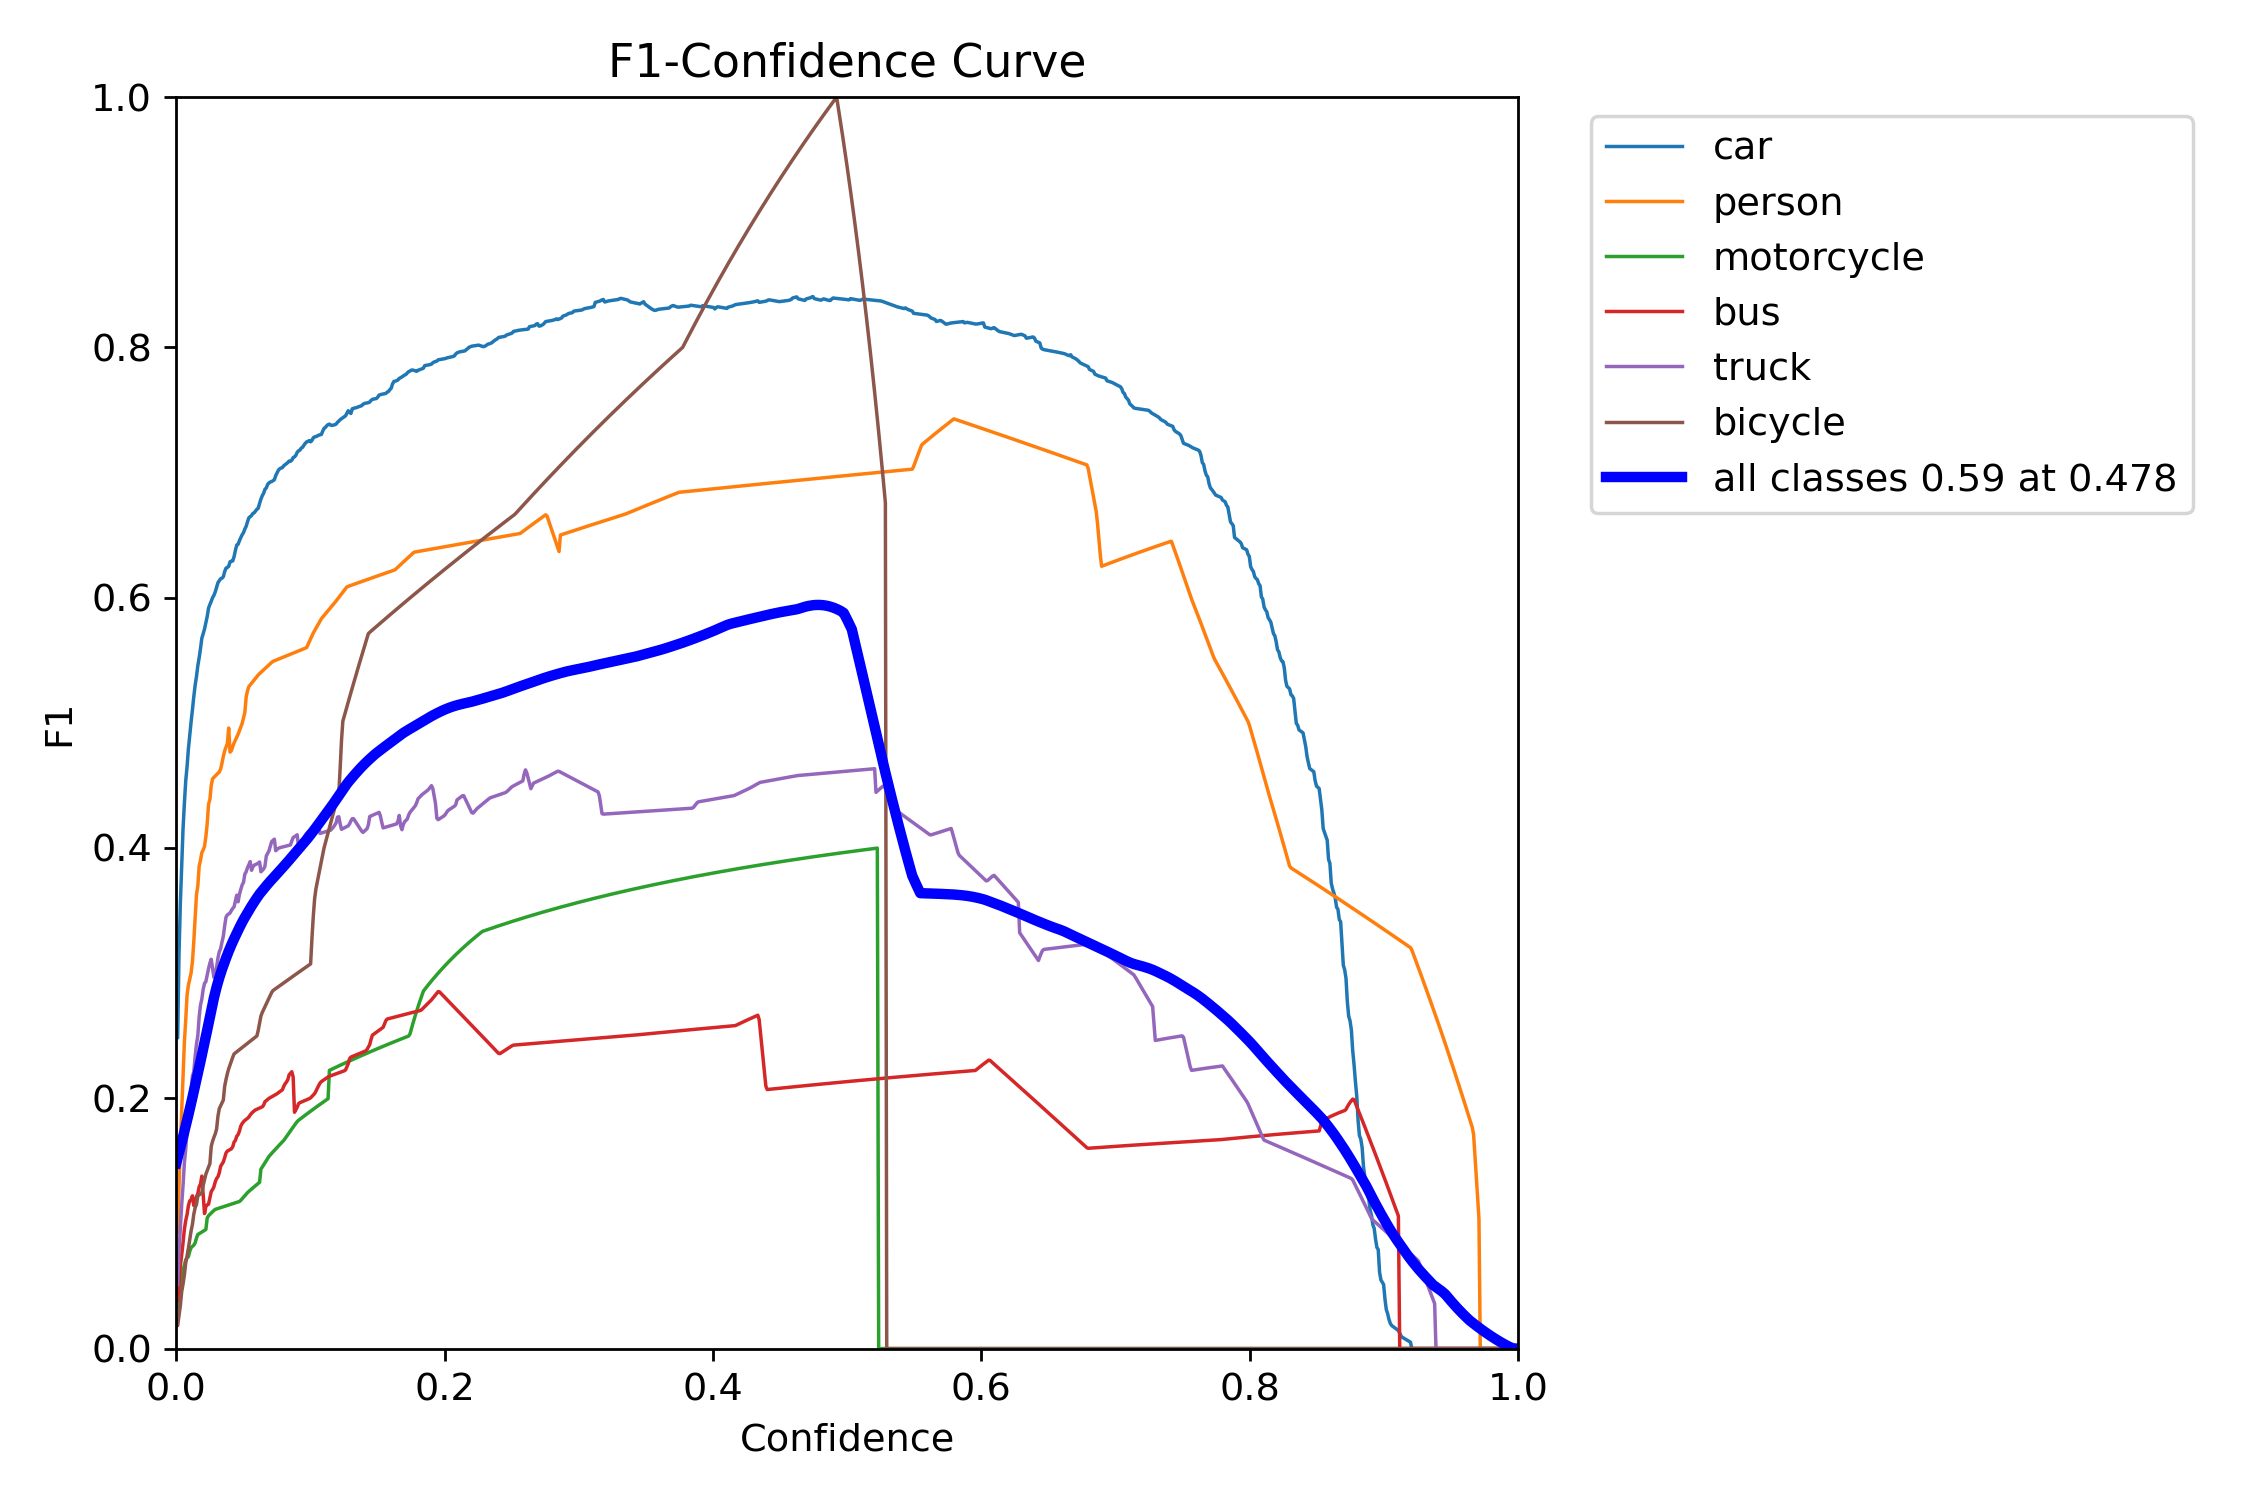 F1-Confidence Curve
1.0
0.8
0.6
0.4
0.2
0.0
F1
0.0 0.2 0.4 0.6 0.8 1.0
Confidence
car
person
motorcycle
bus
truck
bicycle
all classes 0.59 at 0.478